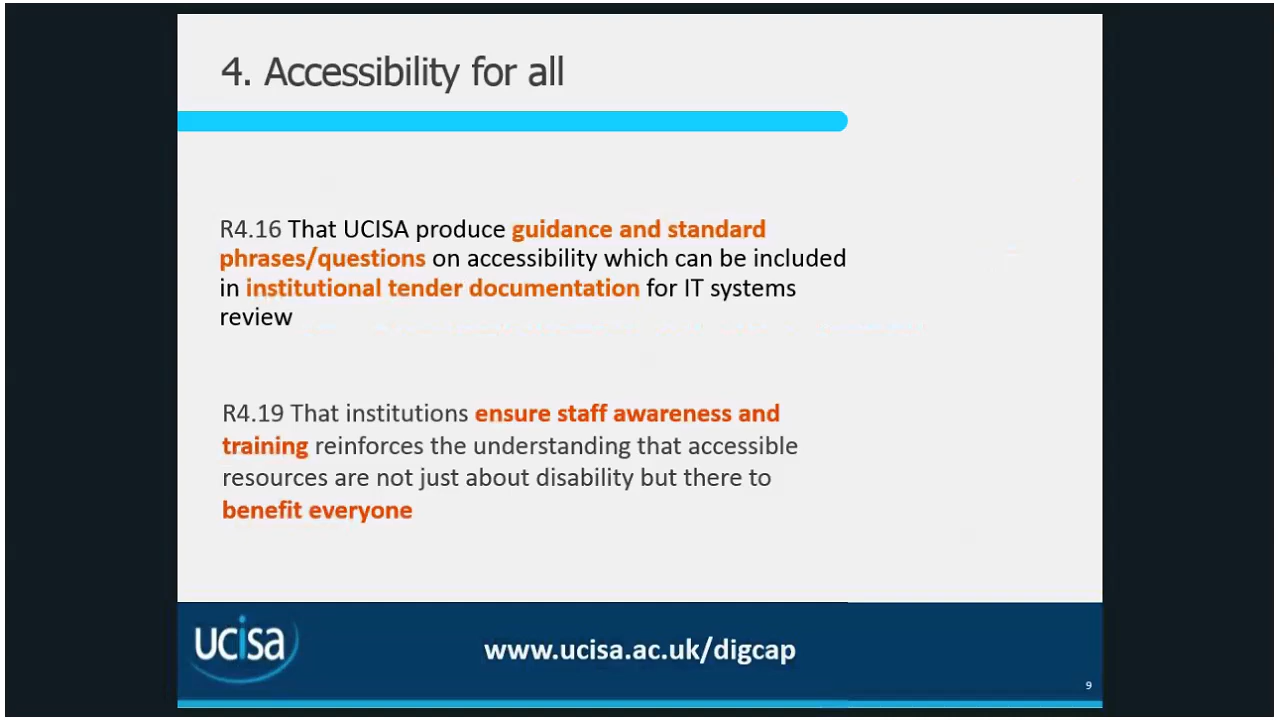 4. Accessibility for all
R4.16 That UCISA produce guidance and standard
phrases/questions on accessibility which can be included
in institutional tender documentation for IT systems
review
R4.19 That institutions ensure staff awareness and
training reinforces the understanding that accessible
resources are not just about disability but there to
benefit everyone
ucisa
www.ucisa.ac.uk/digcap
9